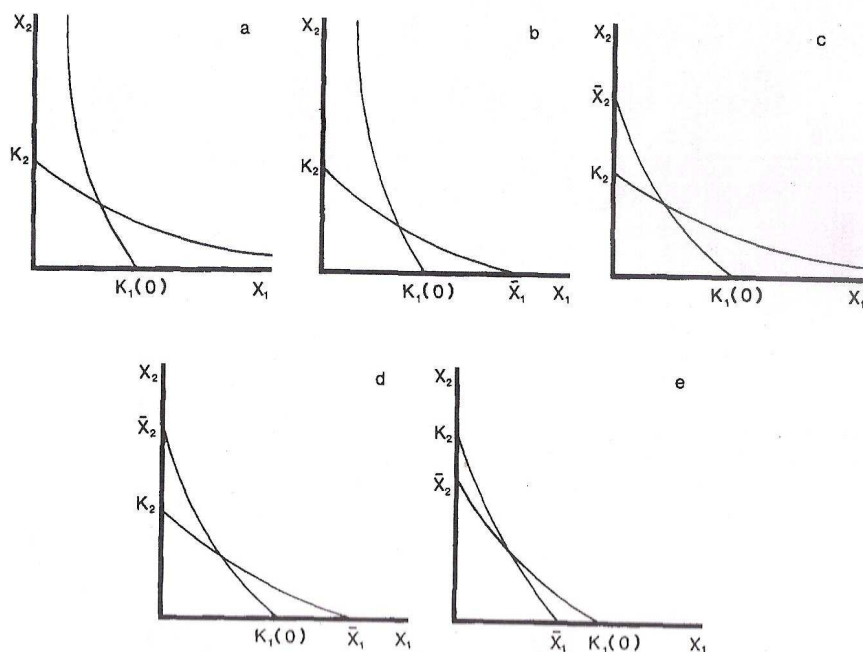 X₂ a
K₂
K₁(0) X₁
X₂ b
K₂
K₁(0) X̄₁ X₁
X₂ c
X̄₂
K₂
K₁(0) X₁
X₂ d
X̄₂
K₂
K₁(0) X̄₁ X₁
X₂ e
K₂
X̄₂
X̄₁ K₁(0) X₁